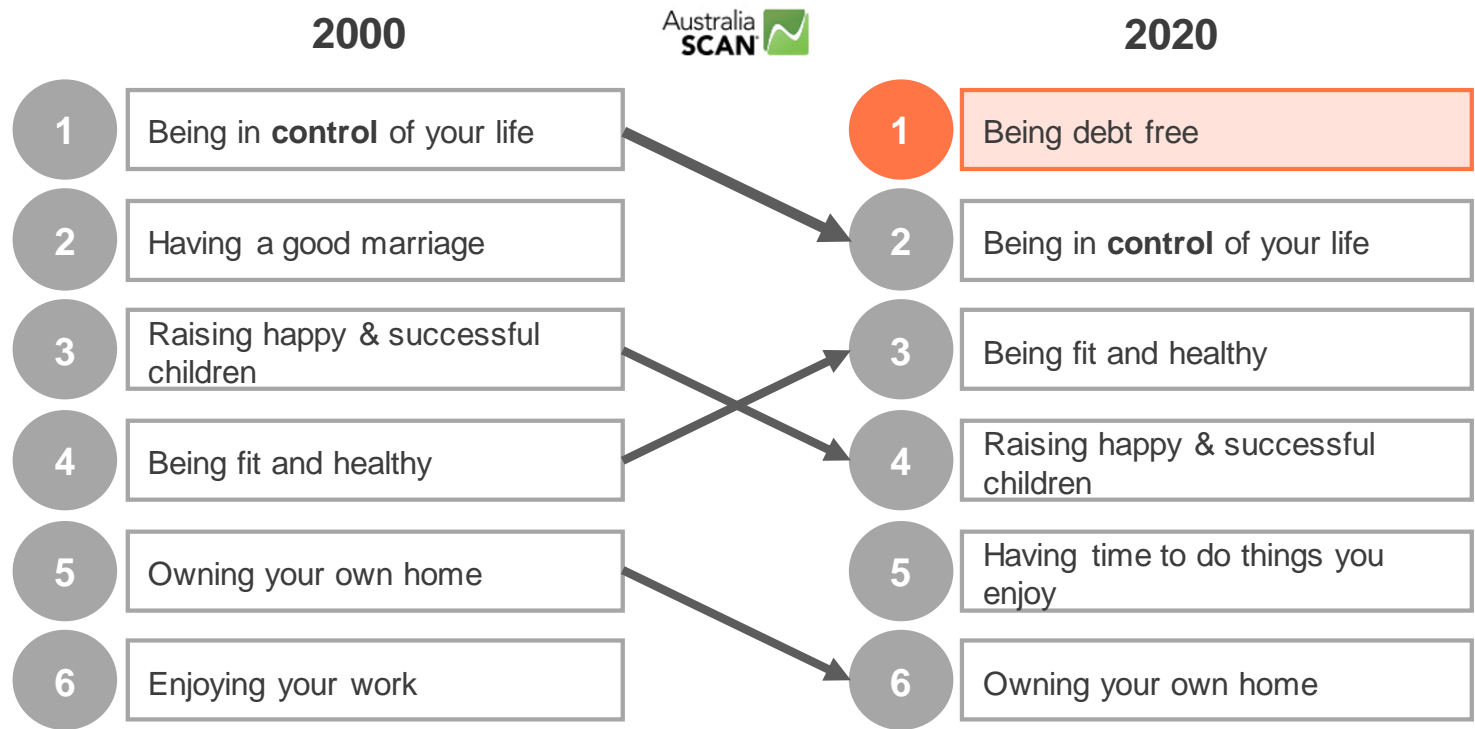 2000
Australia
SCAN
2020
1
Being in control of your life
1
Being debt free
2
Having a good marriage
2
Being in control of your life
3
Raising happy & successful
children
3
Being fit and healthy
4
Being fit and healthy
4
Raising happy & successful
children
5
Owning your own home
5
Having time to do things you
enjoy
6
Enjoying your work
6
Owning your own home